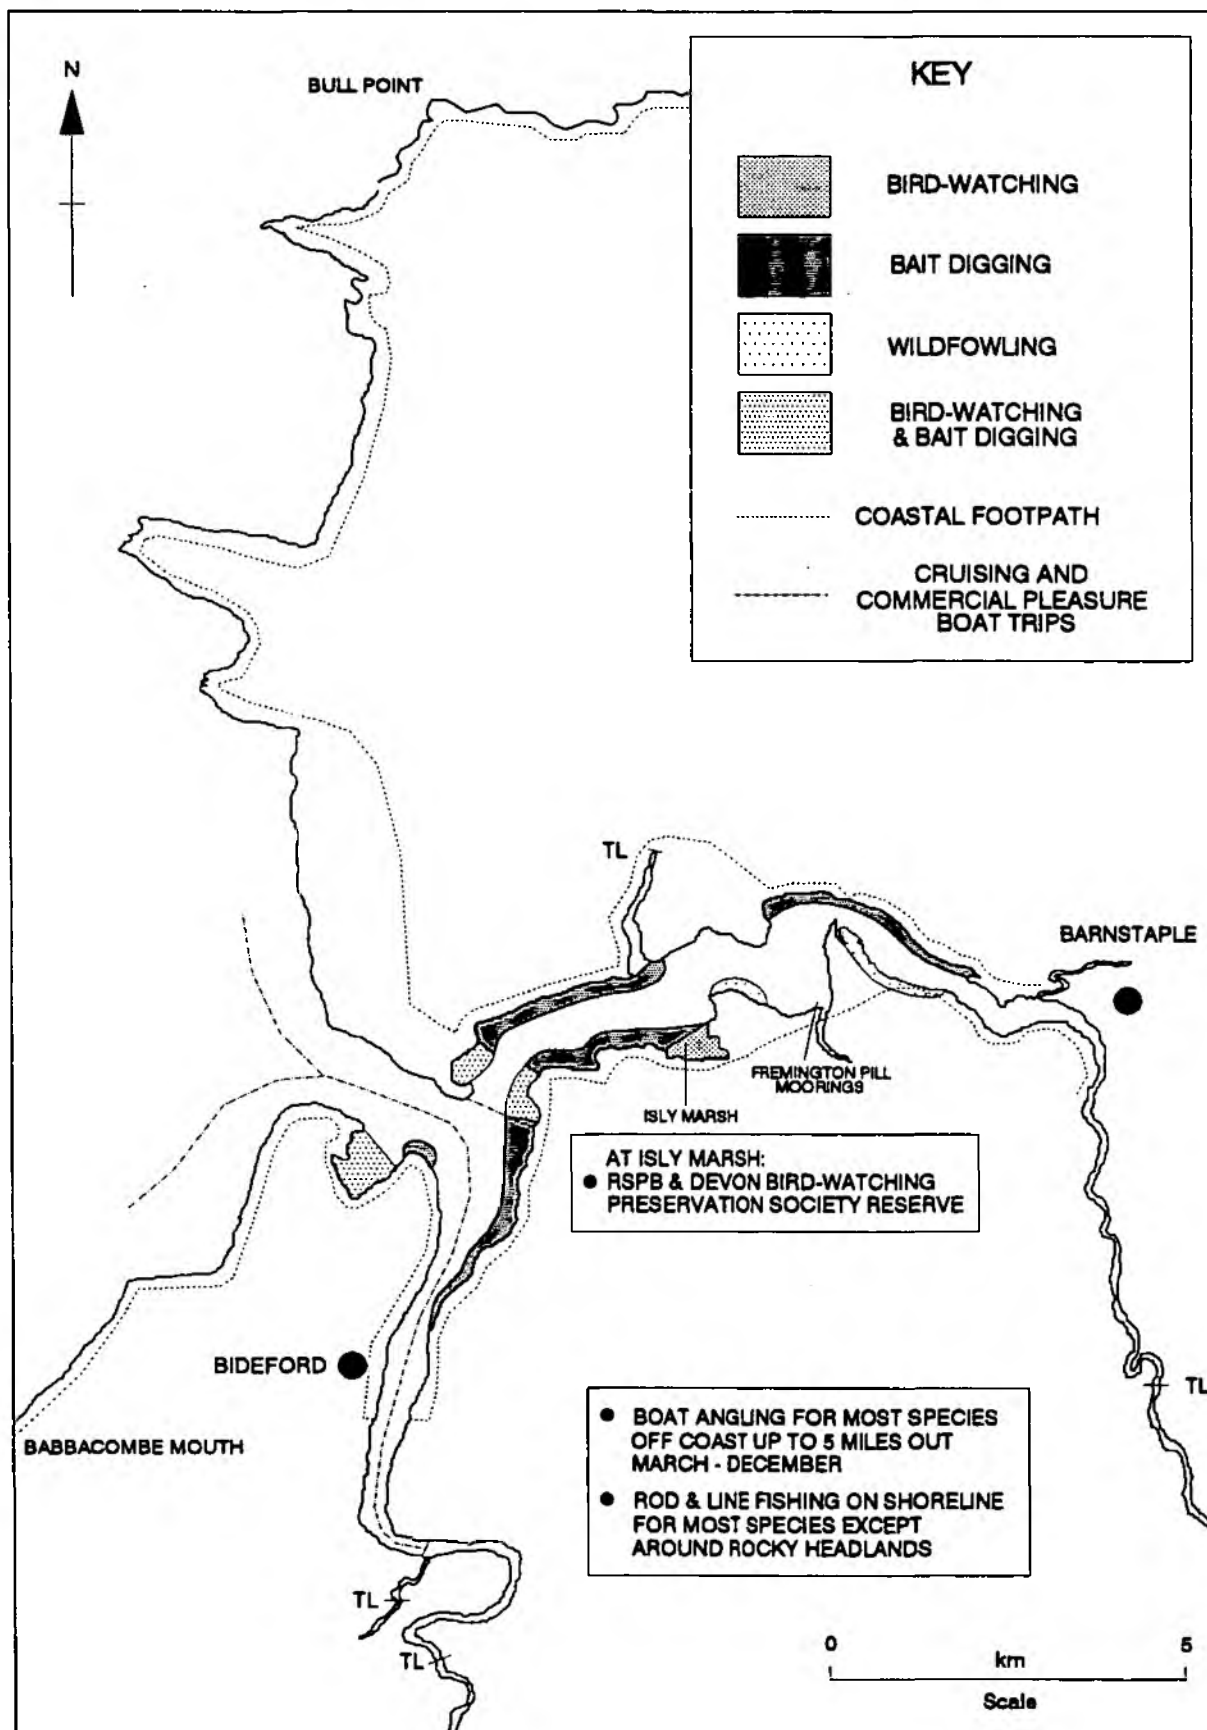 N
BULL POINT
KEY
BIRD-WATCHING
BAIT DIGGING
WILDFOWLING
BIRD-WATCHING
& BAIT DIGGING
COASTAL FOOTPATH
CRUISING AND
COMMERCIAL PLEASURE
BOAT TRIPS
TL
BARNSTAPLE
FREMINGTON PILL
MOORINGS
ISLY MARSH
AT ISLY MARSH:
● RSPB & DEVON BIRD-WATCHING
PRESERVATION SOCIETY RESERVE
BIDEFORD
TL
BABBACOMBE MOUTH
● BOAT ANGLING FOR MOST SPECIES
OFF COAST UP TO 5 MILES OUT
MARCH - DECEMBER
● ROD & LINE FISHING ON SHORELINE
FOR MOST SPECIES EXCEPT
AROUND ROCKY HEADLANDS
TL
TL
0 5
km
Scale